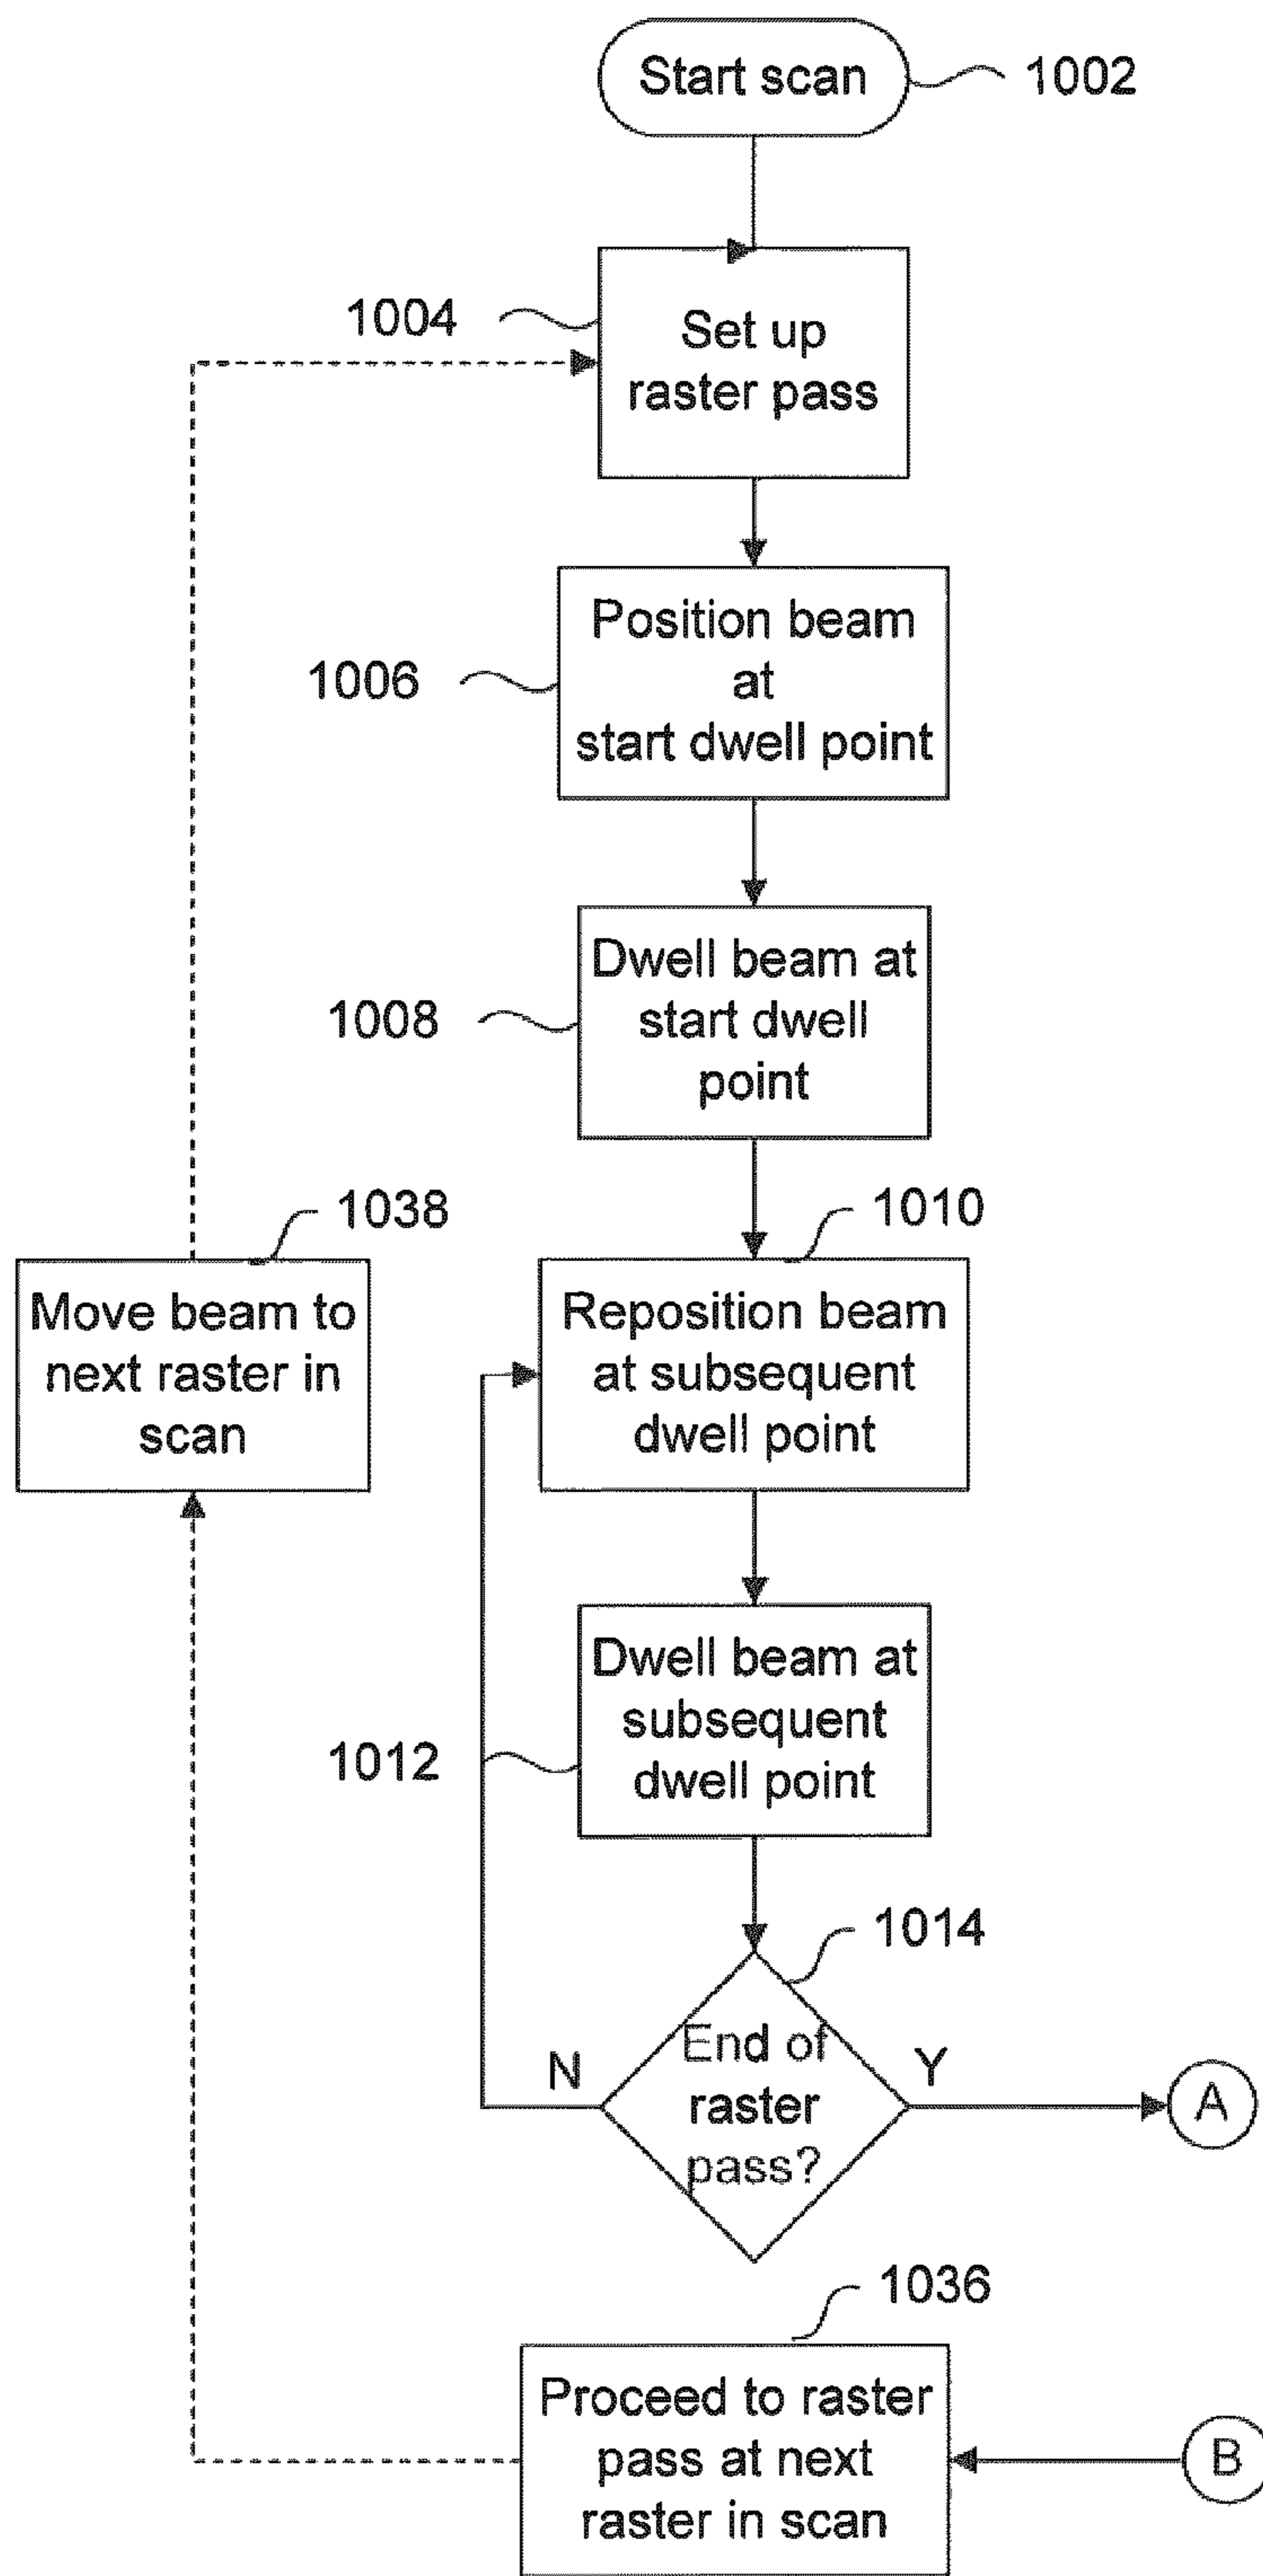 Start scan
1002
1004
Set up
raster pass
1006
Position beam
at
start dwell point
1008
Dwell beam at
start dwell
point
1038
1010
Move beam to
next raster in
scan
Reposition beam
at subsequent
dwell point
1012
Dwell beam at
subsequent
dwell point
1014
End of
raster
pass?
N
Y
A
1036
Proceed to raster
pass at next
raster in scan
B